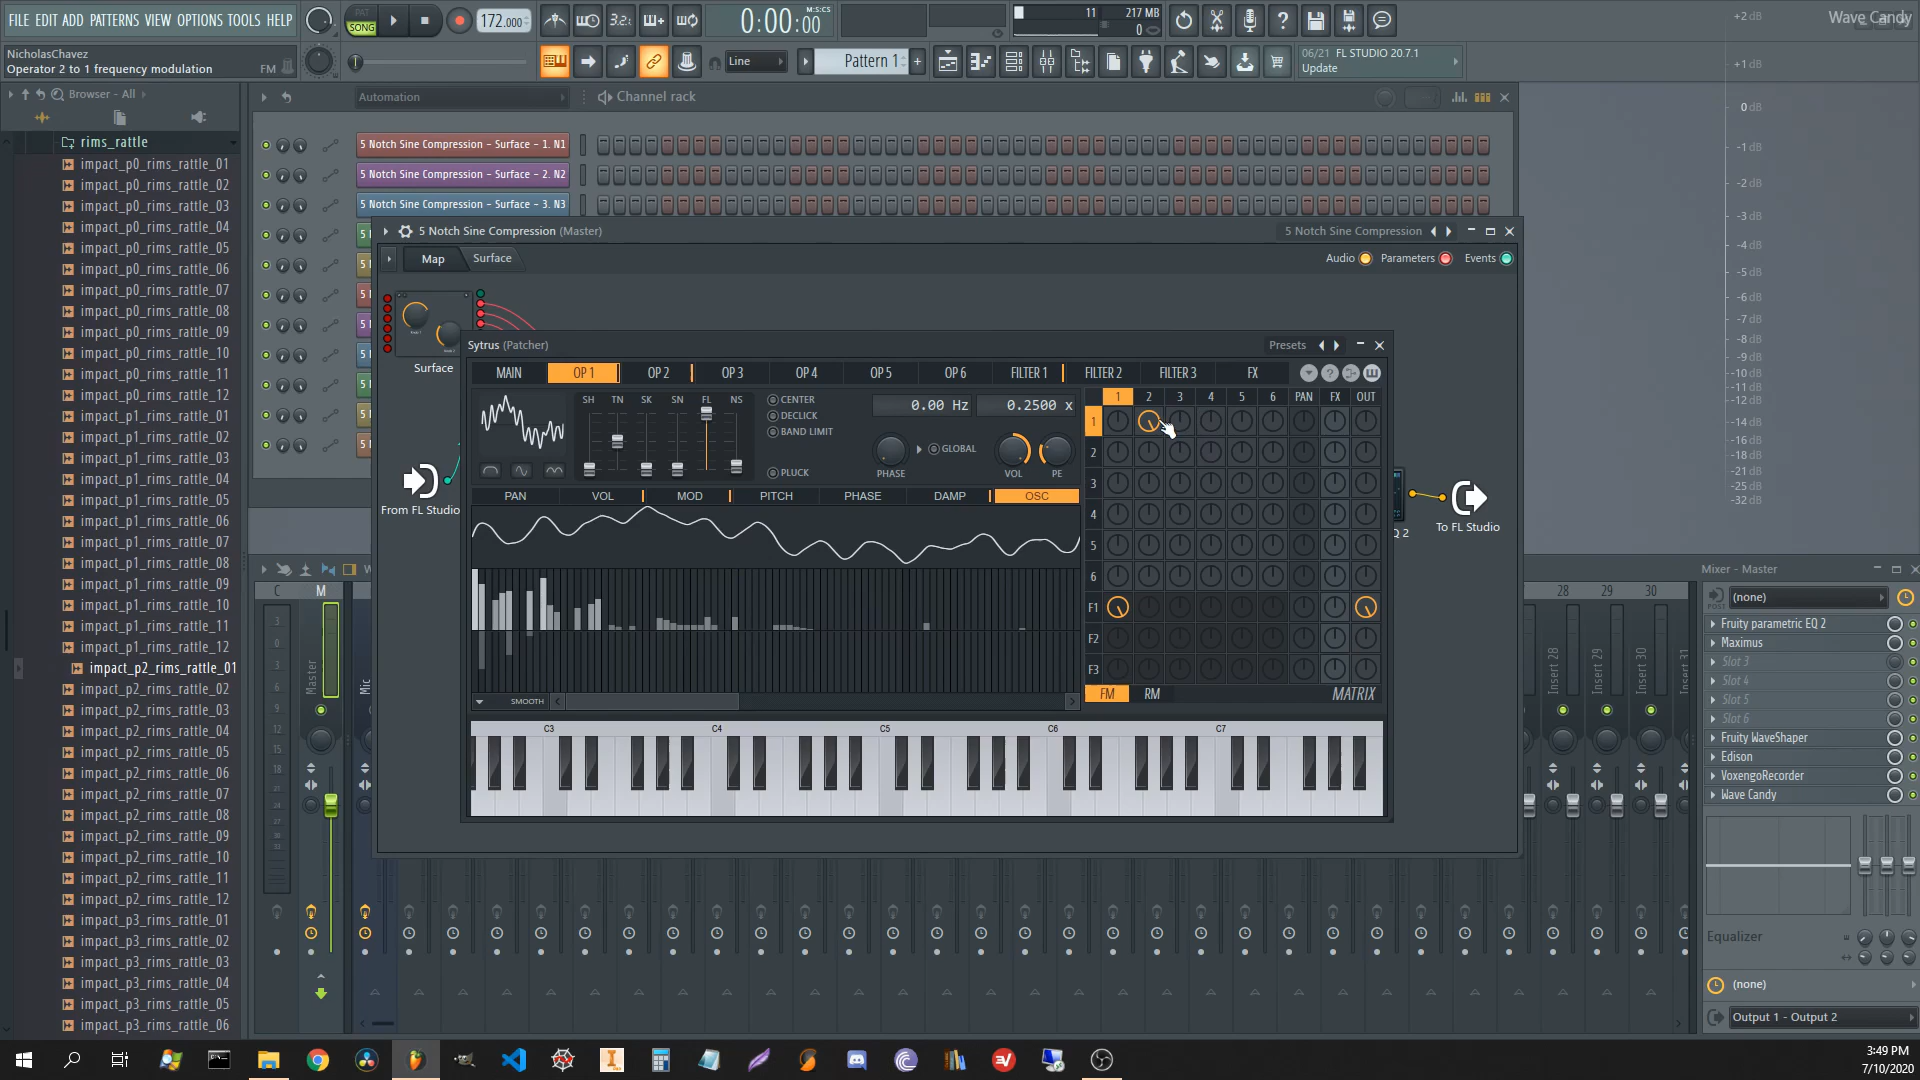 FILE EDIT ADD PATTERNS VIEW OPTIONS TOOLS HELP
PAT
SONG
172.000
3.2.
0:00:00
M:S:CS
11
217 MB
0
NicholasChavez
Operator 2 to 1 frequency modulation
FM
Line
Pattern 1
06/21 FL STUDIO 20.7.1
Update
Wave Candy
Browser - All
rims_rattle
impact_p0_rims_rattle_01
impact_p0_rims_rattle_02
impact_p0_rims_rattle_03
impact_p0_rims_rattle_04
impact_p0_rims_rattle_05
impact_p0_rims_rattle_06
impact_p0_rims_rattle_07
impact_p0_rims_rattle_08
impact_p0_rims_rattle_09
impact_p0_rims_rattle_10
impact_p0_rims_rattle_11
impact_p0_rims_rattle_12
impact_p1_rims_rattle_01
impact_p1_rims_rattle_02
impact_p1_rims_rattle_03
impact_p1_rims_rattle_04
impact_p1_rims_rattle_05
impact_p1_rims_rattle_06
impact_p1_rims_rattle_07
impact_p1_rims_rattle_08
impact_p1_rims_rattle_09
impact_p1_rims_rattle_10
impact_p1_rims_rattle_11
impact_p1_rims_rattle_12
impact_p2_rims_rattle_01
impact_p2_rims_rattle_02
impact_p2_rims_rattle_03
impact_p2_rims_rattle_04
impact_p2_rims_rattle_05
impact_p2_rims_rattle_06
impact_p2_rims_rattle_07
impact_p2_rims_rattle_08
impact_p2_rims_rattle_09
impact_p2_rims_rattle_10
impact_p2_rims_rattle_11
impact_p2_rims_rattle_12
impact_p3_rims_rattle_01
impact_p3_rims_rattle_02
impact_p3_rims_rattle_03
impact_p3_rims_rattle_04
impact_p3_rims_rattle_05
impact_p3_rims_rattle_06
Automation
Channel rack
5 Notch Sine Compression - Surface - 1. N1
5 Notch Sine Compression - Surface - 2. N2
5 Notch Sine Compression - Surface - 3. N3
5 Notch Sine Compression (Master)
5 Notch Sine Compression
Map
Surface
Audio
Parameters
Events
Surface
From FL Studio
To FL Studio
Q 2
Sytrus (Patcher)
Presets
MAIN
OP 1
OP 2
OP 3
OP 4
OP 5
OP 6
FILTER 1
FILTER 2
FILTER 3
FX
SH TN SK SN FL NS
CENTER
DECLICK
BAND LIMIT
PLUCK
0.00 Hz
0.2500 x
PHASE
GLOBAL
VOL
PE
PAN
VOL
MOD
PITCH
PHASE
DAMP
OSC
SMOOTH
1 2 3 4 5 6 PAN FX OUT
1
2
3
4
5
6
F1
F2
F3
FM
RM
MATRIX
C3
C4
C5
C6
C7
C
M
Master
Mic
28
29
30
Insert 28
Insert 29
Insert 30
+2 dB
+1 dB
0 dB
-1 dB
-2 dB
-3 dB
-4 dB
-5 dB
-6 dB
-7 dB
-8 dB
-9 dB
-10 dB
-11 dB
-12 dB
-14 dB
-16 dB
-18 dB
-21 dB
-25 dB
-32 dB
Mixer - Master
(none)
Fruity parametric EQ 2
Maximus
Slot 3
Slot 4
Slot 5
Slot 6
Fruity WaveShaper
Edison
VoxengoRecorder
Wave Candy
Equalizer
(none)
Output 1 - Output 2
3:49 PM
7/10/2020